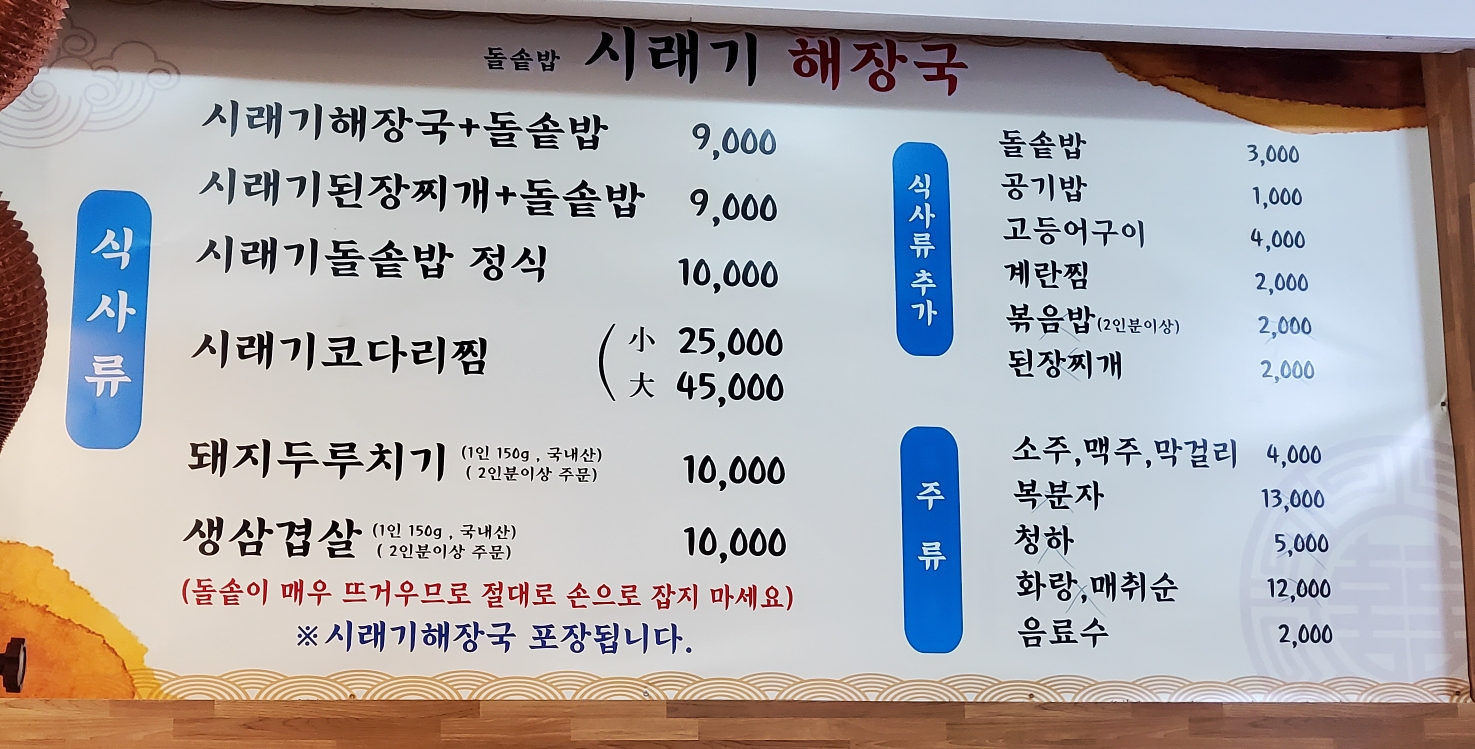 돌솥밥 시래기 해장국
식사류
시래기해장국+돌솥밥 9,000
시래기된장찌개+돌솥밥 9,000
시래기돌솥밥 정식 10,000
시래기코다리찜 ( 小 25,000
大 45,000
돼지두루치기 (1인 150g , 국내산)
( 2인분이상 주문) 10,000
생삼겹살 (1인 150g , 국내산)
( 2인분이상 주문) 10,000
(돌솥이 매우 뜨거우므로 절대로 손으로 잡지 마세요)
※시래기해장국 포장됩니다.
식사류 추가
돌솥밥 3,000
공기밥 1,000
고등어구이 4,000
계란찜 2,000
볶음밥(2인분이상) 2,000
된장찌개 2,000
주류
소주,맥주,막걸리 4,000
복분자 13,000
청하 5,000
화랑,매취순 12,000
음료수 2,000